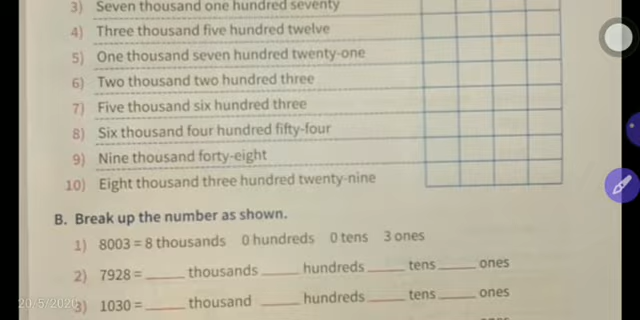 3) Seven thousand one hundred seventy
4) Three thousand five hundred twelve
5) One thousand seven hundred twenty-one
6) Two thousand two hundred three
7) Five thousand six hundred three
8) Six thousand four hundred fifty-four
9) Nine thousand forty-eight
10) Eight thousand three hundred twenty-nine
B. Break up the number as shown.
1) 8003 = 8 thousands 0 hundreds 0 tens 3 ones
2) 7928 = _____ thousands _____ hundreds _____ tens _____ ones
3) 1030 = _____ thousand _____ hundreds _____ tens _____ ones